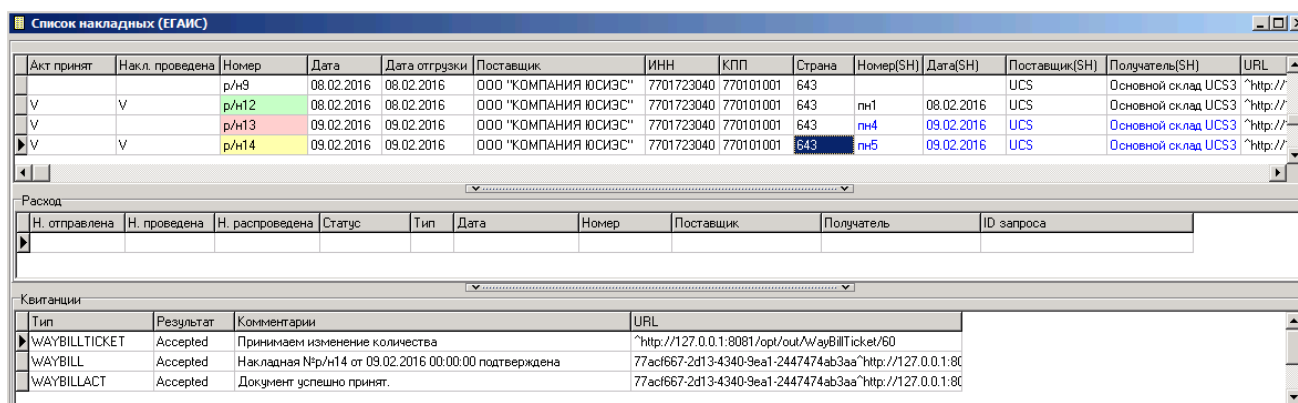 Список накладных (ЕГАИС)
Акт принят Накл. проведена Номер Дата Дата отгрузки Поставщик ИНН КПП Страна Номер(SH) Дата(SH) Поставщик(SH) Получатель(SH) URL
р/н9 08.02.2016 08.02.2016 ООО "КОМПАНИЯ ЮСИЭС" 7701723040 770101001 643 UCS Основной склад UCS3 ^http://
V V р/н12 08.02.2016 08.02.2016 ООО "КОМПАНИЯ ЮСИЭС" 7701723040 770101001 643 пн1 08.02.2016 UCS Основной склад UCS3 ^http://
V р/н13 09.02.2016 09.02.2016 ООО "КОМПАНИЯ ЮСИЭС" 7701723040 770101001 643 пн4 09.02.2016 UCS Основной склад UCS3 ^http://
V V р/н14 09.02.2016 09.02.2016 ООО "КОМПАНИЯ ЮСИЭС" 7701723040 770101001 643 пн5 09.02.2016 UCS Основной склад UCS3 ^http://
Расход
Н. отправлена Н. проведена Н. распроведена Статус Тип Дата Номер Поставщик Получатель ID запроса
Квитанции
Тип Результат Комментарии URL
WAYBILLTICKET Accepted Принимаем изменение количества ^http://127.0.0.1:8081/opt/out/WayBillTicket/60
WAYBILL Accepted Накладная №р/н14 от 09.02.2016 00:00:00 подтверждена 77acf667-2d13-4340-9ea1-2447474ab3aa^http://127.0.0.1:80
WAYBILLACT Accepted Документ успешно принят. 77acf667-2d13-4340-9ea1-2447474ab3aa^http://127.0.0.1:80